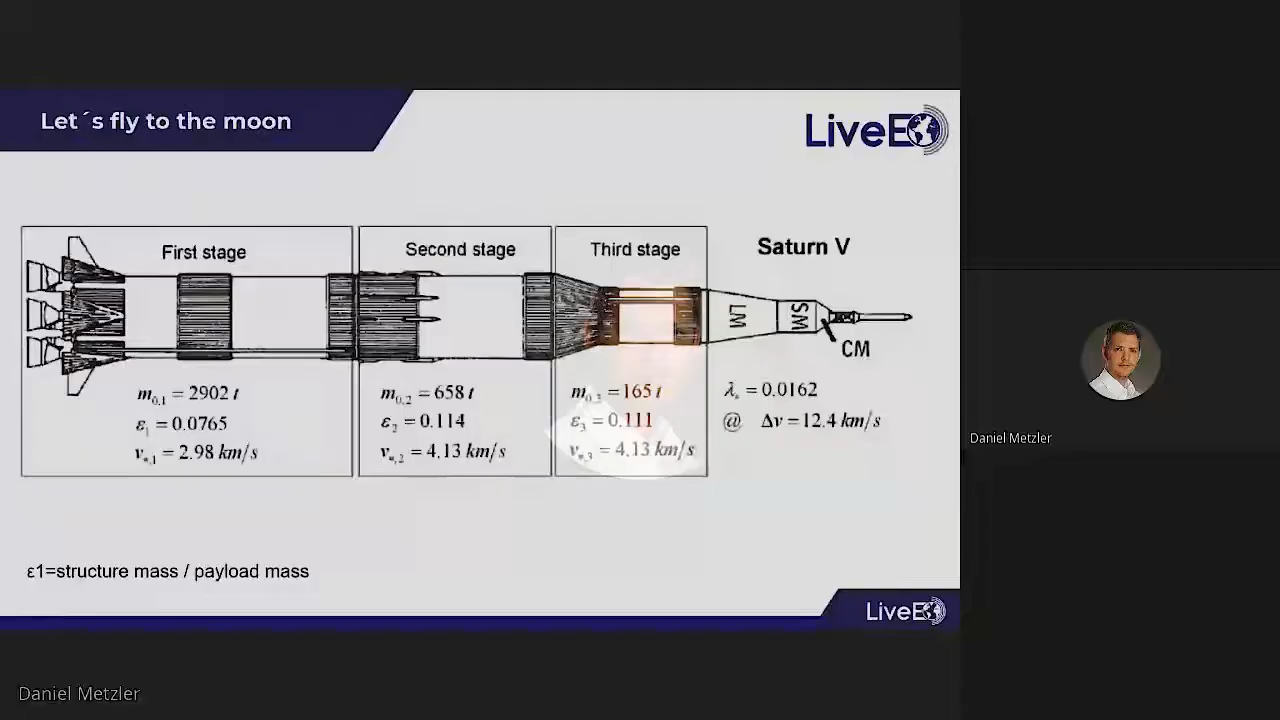 Let´s fly to the moon
LiveEO
First stage
Second stage
Third stage
Saturn V
LM
SM
CM
m₀,₁ = 2902 t
ε₁ = 0.0765
v*,₁ = 2.98 km/s
m₀,₂ = 658 t
ε₂ = 0.114
v*,₂ = 4.13 km/s
m₀,₃ = 165 t
ε₃ = 0.111
v*,₃ = 4.13 km/s
λ* = 0.0162
@ Δv = 12.4 km/s
ε1=structure mass / payload mass
LiveEO
Daniel Metzler
Daniel Metzler